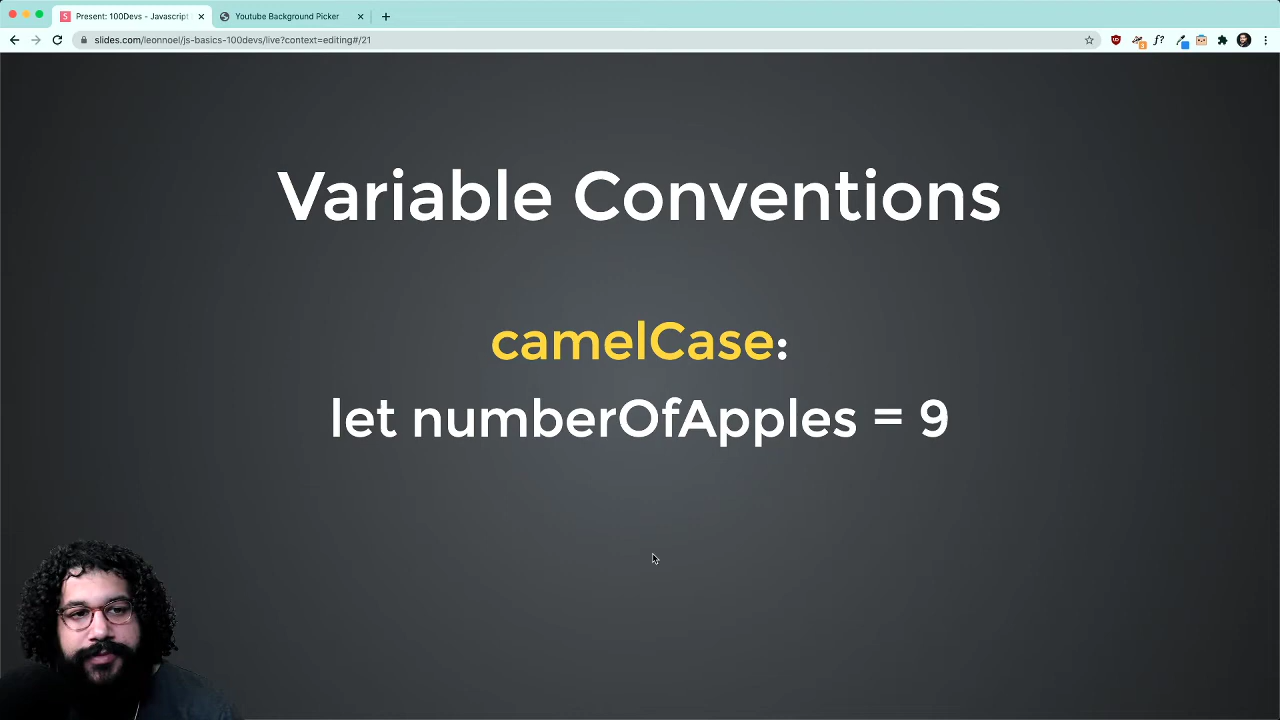 Present: 100Devs - Javascript
Youtube Background Picker
slides.com/leonnoel/js-basics-100devs/live?context=editing#/21
Variable Conventions
camelCase:
let numberOfApples = 9